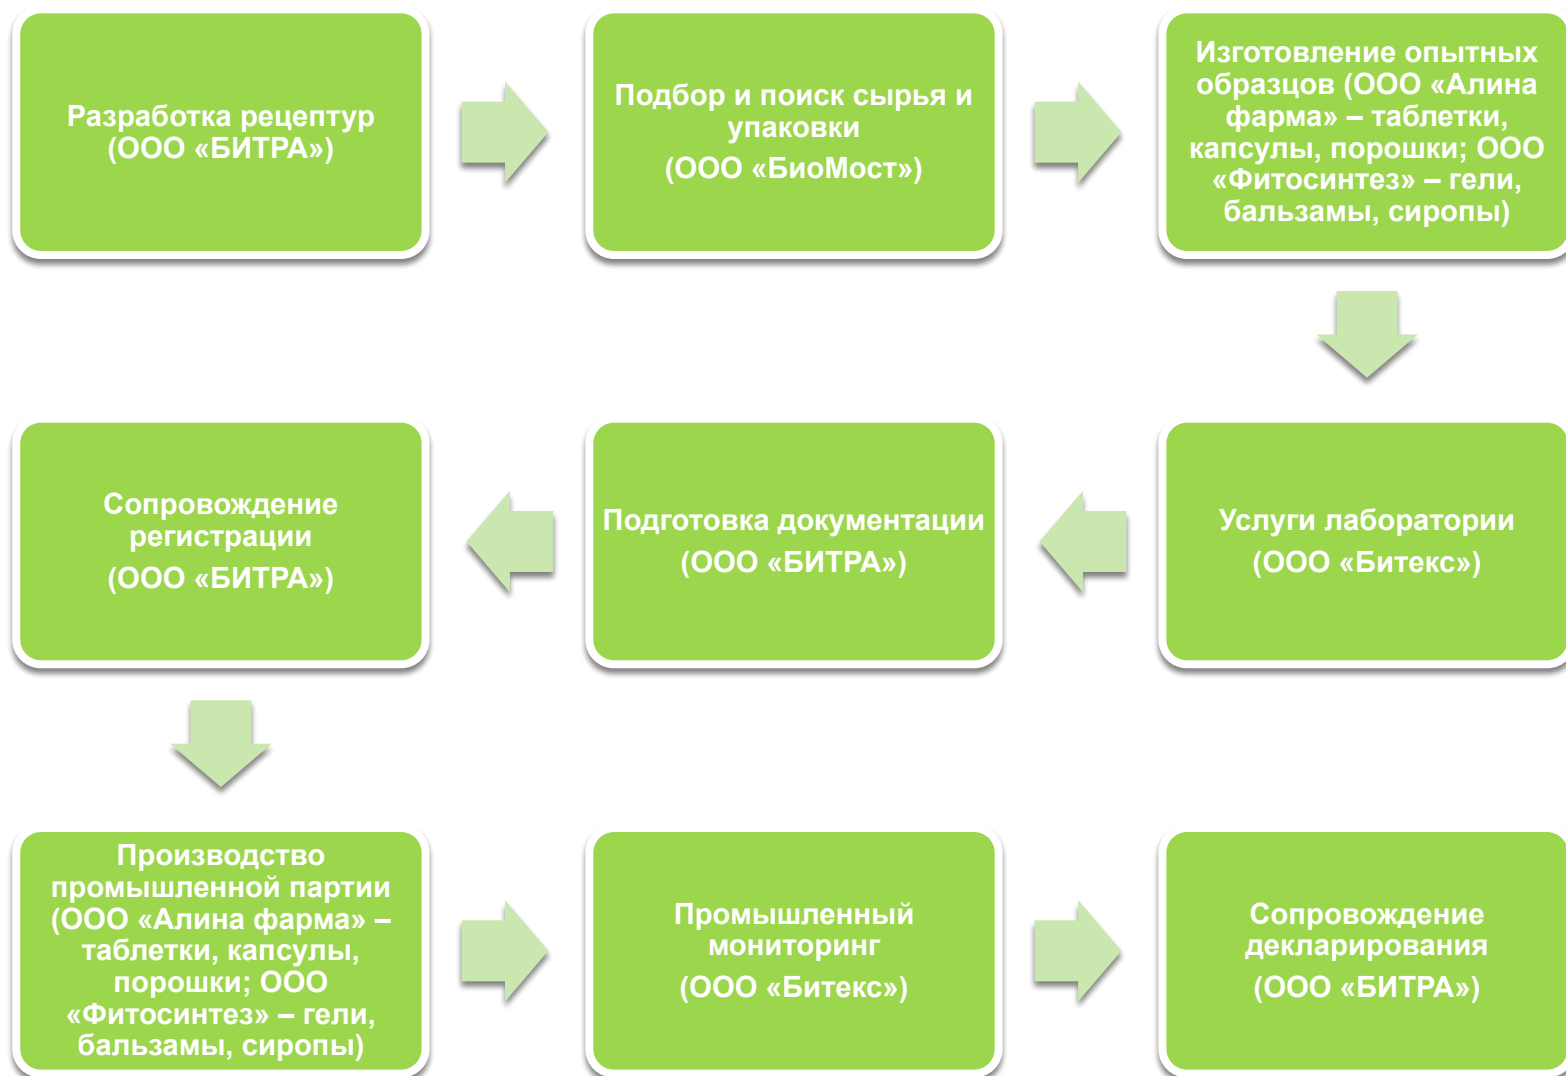 Разработка рецептур
(ООО «БИТРА»)
Подбор и поиск сырья и
упаковки
(ООО «БиоМост»)
Изготовление опытных
образцов (ООО «Алина
фарма» – таблетки,
капсулы, порошки; ООО
«Фитосинтез» – гели,
бальзамы, сиропы)
Услуги лаборатории
(ООО «Битекс»)
Подготовка документации
(ООО «БИТРА»)
Сопровождение
регистрации
(ООО «БИТРА»)
Производство
промышленной партии
(ООО «Алина фарма» –
таблетки, капсулы,
порошки; ООО
«Фитосинтез» – гели,
бальзамы, сиропы)
Промышленный
мониторинг
(ООО «Битекс»)
Сопровождение
декларирования
(ООО «БИТРА»)